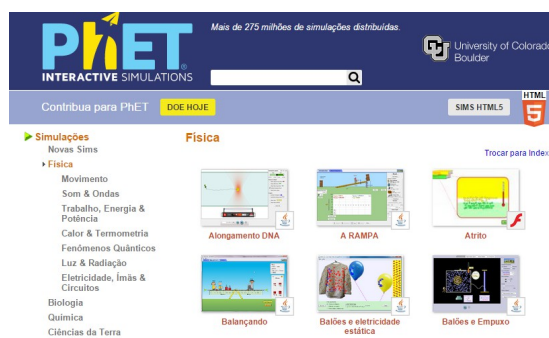 PhET
INTERACTIVE SIMULATIONS
Mais de 275 milhões de simulações distribuídas.
University of Colorado
Boulder
Contribua para PhET
DOE HOJE
SIMS HTML5
HTML
5
Simulações
Novas Sims
Física
Movimento
Som & Ondas
Trabalho, Energia &
Potência
Calor & Termometria
Fenômenos Quânticos
Luz & Radiação
Eletricidade, Ímãs &
Circuitos
Biologia
Química
Ciências da Terra
Física
Trocar para Index
Alongamento DNA
A RAMPA
Atrito
Balançando
Balões e eletricidade
estática
Balões e Empuxo